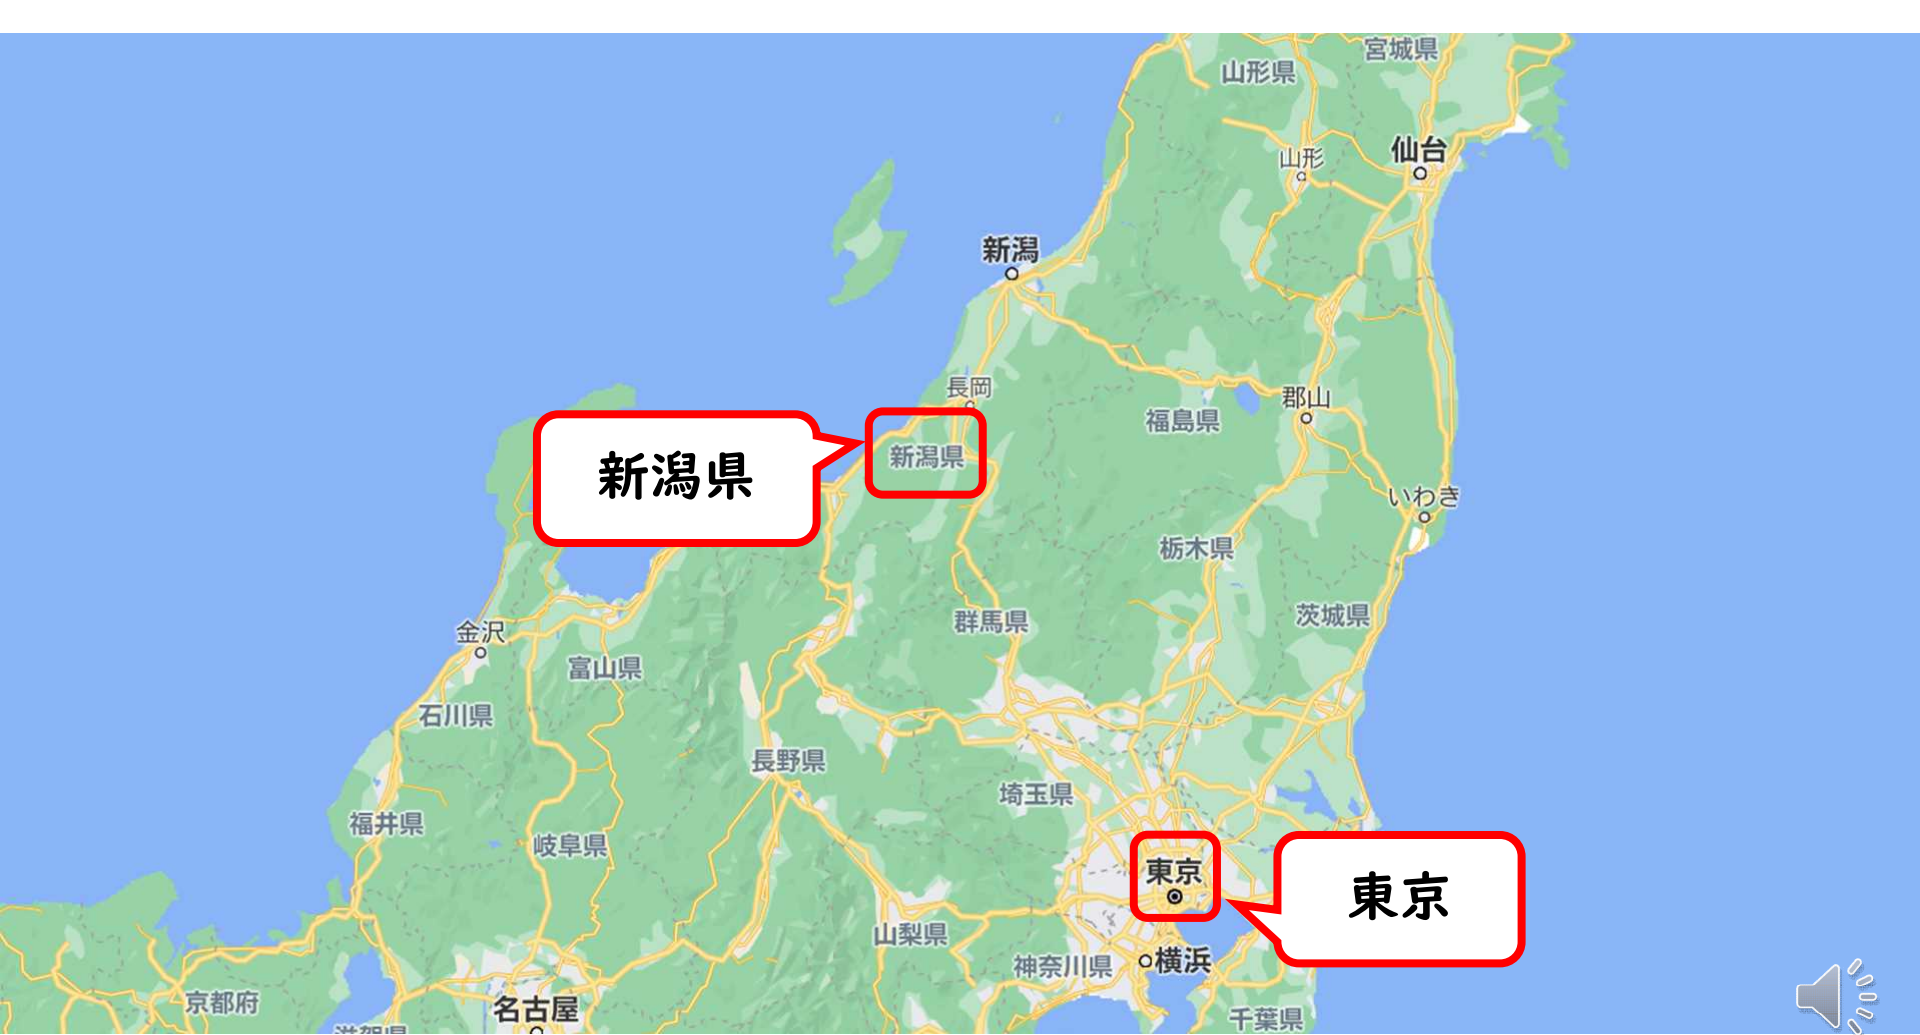 宮城県
山形県
山形
仙台
新潟
長岡
福島県
郡山
新潟県
新潟県
いわき
栃木県
茨城県
群馬県
金沢
富山県
石川県
長野県
埼玉県
福井県
岐阜県
東京
東京
山梨県
神奈川県
横浜
京都府
名古屋
千葉県
滋賀県